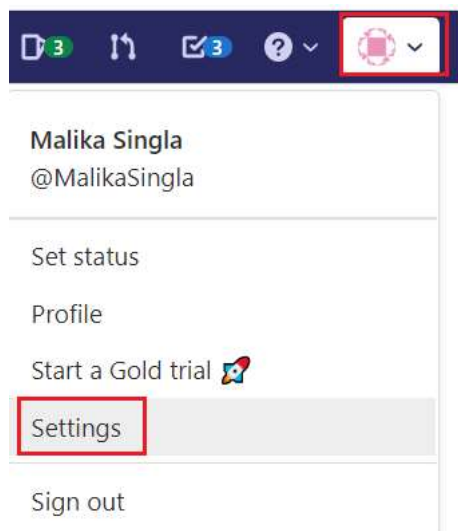 3 3 ?
Malika Singla
@MalikaSingla
Set status
Profile
Start a Gold trial 🚀
Settings
Sign out